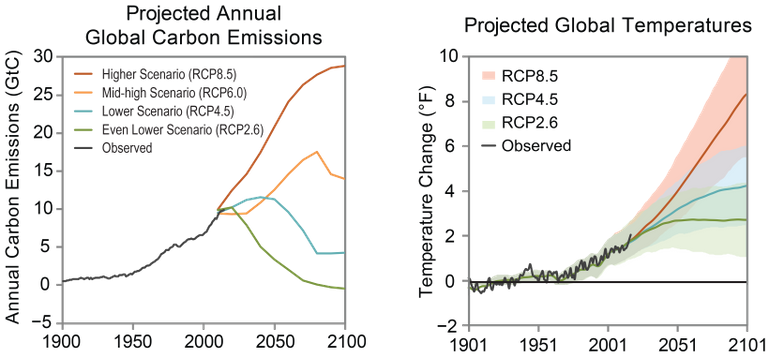 Projected Annual
Global Carbon Emissions
Annual Carbon Emissions (GtC)
30
25
20
15
10
5
0
−5
Higher Scenario (RCP8.5)
Mid-high Scenario (RCP6.0)
Lower Scenario (RCP4.5)
Even Lower Scenario (RCP2.6)
Observed
1900
1950
2000
2050
2100
Projected Global Temperatures
Temperature Change (°F)
10
8
6
4
2
0
−2
RCP8.5
RCP4.5
RCP2.6
Observed
1901
1951
2001
2051
2101